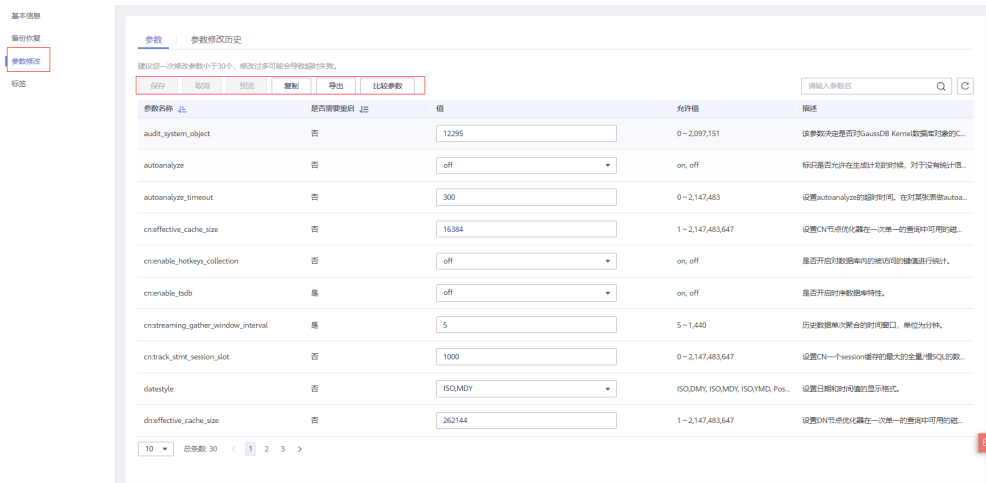 基本信息
备份恢复
参数修改
标签
参数 参数修改历史
建议您一次修改参数小于30个，修改过多可能会导致超时失败。
保存 取消 预览 复制 导出 比较参数 请输入参数名
参数名称 是否需要重启 值 允许值 描述
audit_system_object 否 12295 0 ~ 2,097,151 该参数决定是否对GaussDB Kernel数据库对象的C...
autoanalyze 否 off on, off 标识是否允许在生成计划的时候，对于没有统计信...
autoanalyze_timeout 否 300 0 ~ 2,147,483 设置autoanalyze的超时时间。在对某张表做autoa...
cn:effective_cache_size 否 16384 1 ~ 2,147,483,647 设置CN节点优化器在一次单一的查询中可用的磁...
cn:enable_hotkeys_collection 否 off on, off 是否开启对数据库内的被访问的键值进行统计。
cn:enable_tsdb 是 off on, off 是否开启时序数据库特性。
cn:streaming_gather_window_interval 是 5 5 ~ 1,440 历史数据单次聚合的时间窗口，单位为分钟。
cn:track_stmt_session_slot 否 1000 0 ~ 2,147,483,647 设置CN一个session缓存的最大的全量/慢SQL的数...
datestyle 否 ISO,MDY ISO,DMY, ISO,MDY, ISO,YMD, Pos... 设置日期和时间值的显示格式。
dn:effective_cache_size 否 262144 1 ~ 2,147,483,647 设置DN节点优化器在一次单一的查询中可用的磁...
10 总条数: 30 < 1 2 3 >